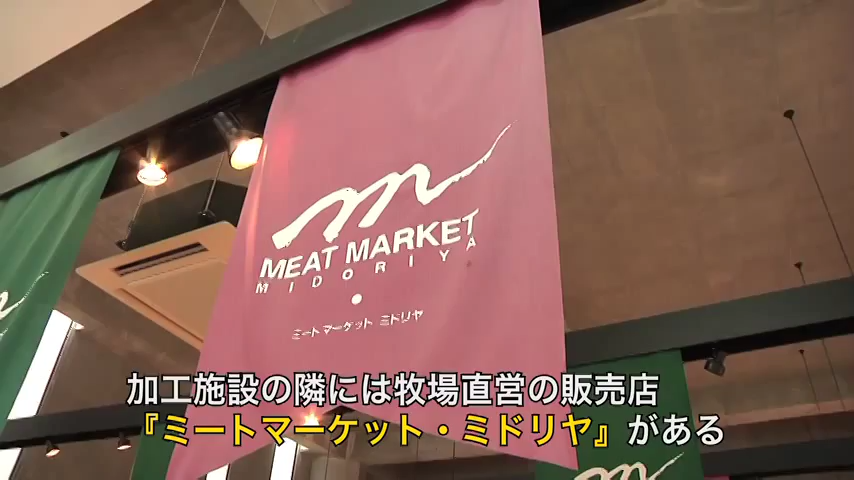 m
MEAT MARKET
MIDORIYA
ミート マーケット ミドリヤ
加工施設の隣には牧場直営の販売店
『ミートマーケット・ミドリヤ』がある
m